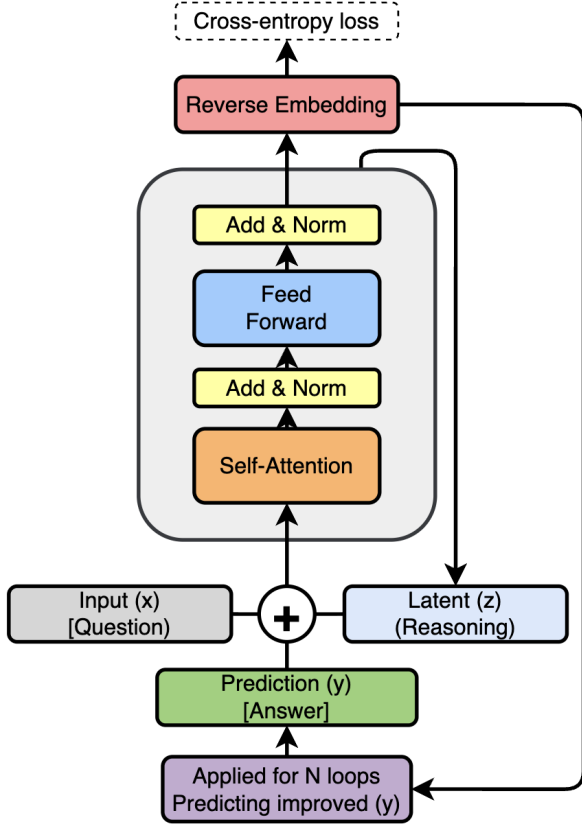 Cross-entropy loss
Reverse Embedding
Add & Norm
Feed
Forward
Add & Norm
Self-Attention
Input (x)
[Question)
+
Latent (z)
(Reasoning)
Prediction (y)
[Answer]
Applied for N loops
Predicting improved (y)